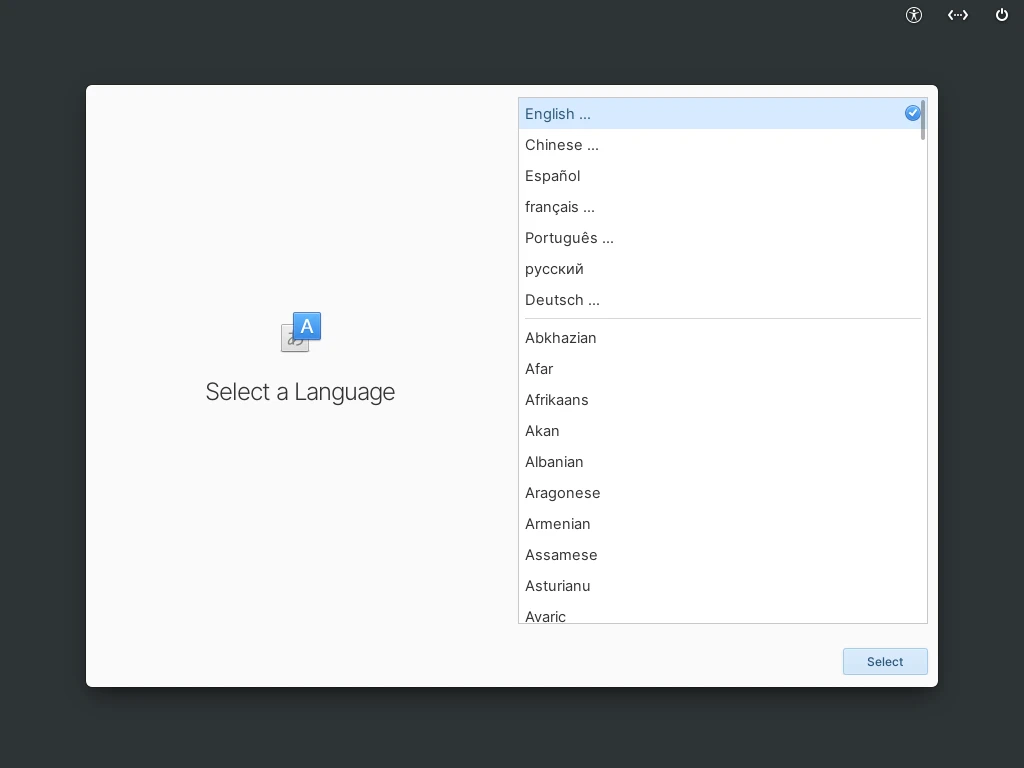 A
あ
Select a Language
English ...
Chinese ...
Español
français ...
Português ...
русский
Deutsch ...
Abkhazian
Afar
Afrikaans
Akan
Albanian
Aragonese
Armenian
Assamese
Asturianu
Avaric
Select